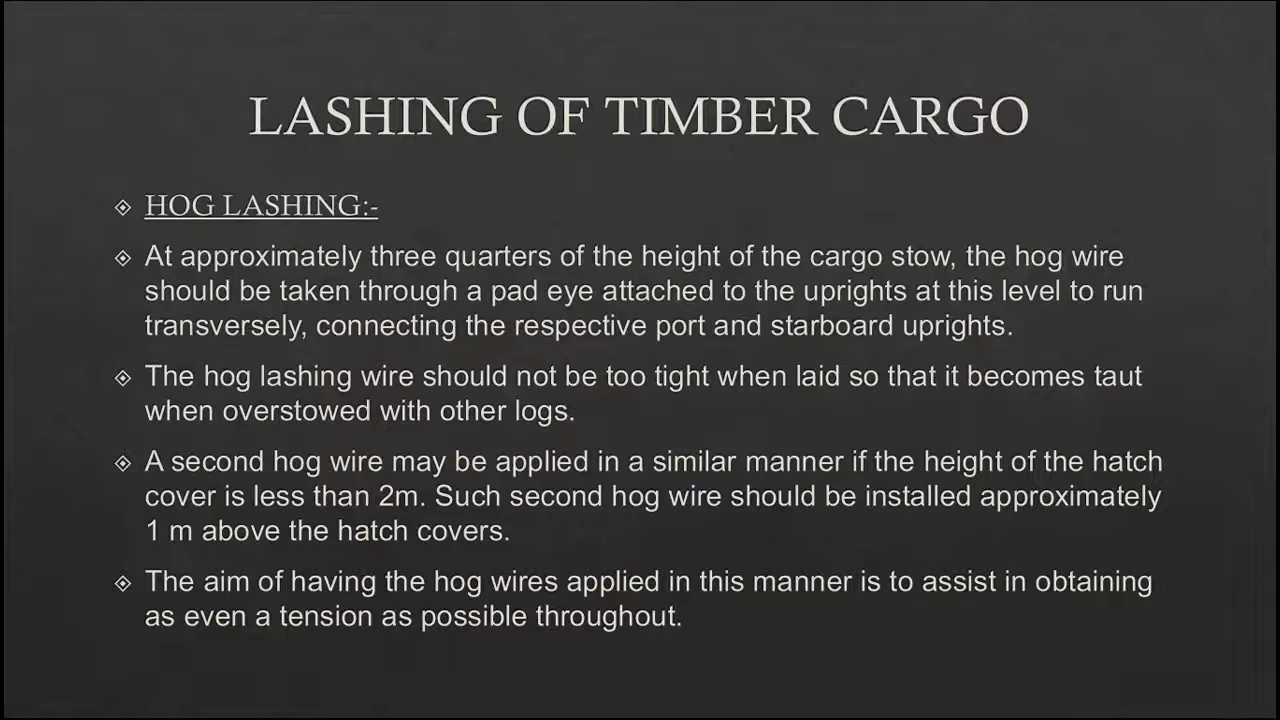 LASHING OF TIMBER CARGO
HOG LASHING:-
At approximately three quarters of the height of the cargo stow, the hog wire
should be taken through a pad eye attached to the uprights at this level to run
transversely, connecting the respective port and starboard uprights.
The hog lashing wire should not be too tight when laid so that it becomes taut
when overstowed with other logs.
A second hog wire may be applied in a similar manner if the height of the hatch
cover is less than 2m. Such second hog wire should be installed approximately
1 m above the hatch covers.
The aim of having the hog wires applied in this manner is to assist in obtaining
as even a tension as possible throughout.